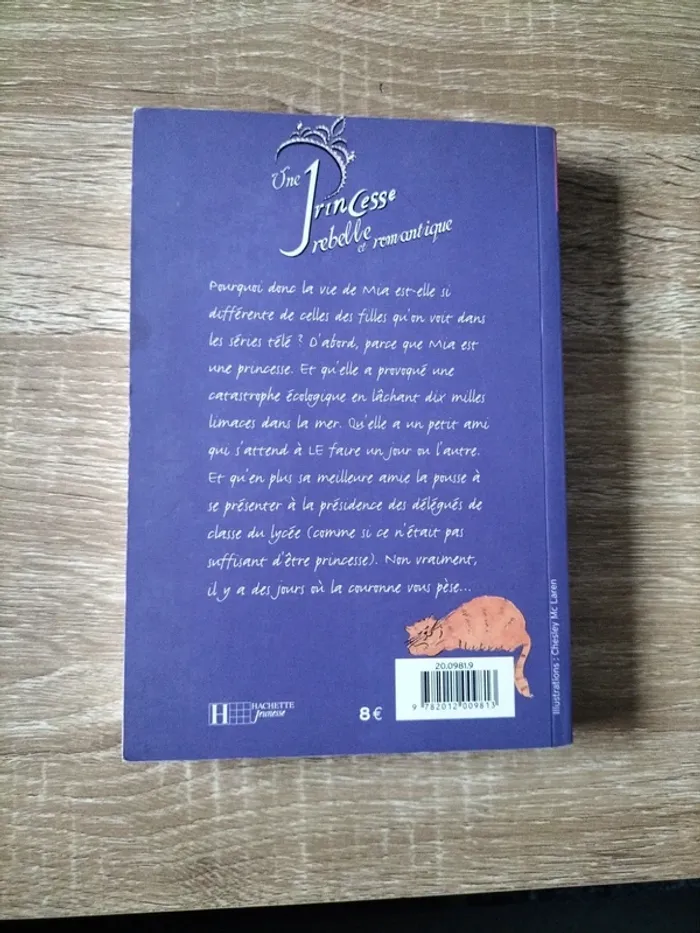 Une
Princesse
rebelle
et romantique
Pourquoi donc la vie de Mia est-elle si
différente de celles des filles qu'on voit dans
les séries télé ? D'abord, parce que Mia est
une princesse. Et qu'elle a provoqué une
catastrophe écologique en lâchant dix milles
limaces dans la mer. Qu'elle a un petit ami
qui s'attend à LE faire un jour ou l'autre.
Et qu'en plus sa meilleure amie la pousse à
se présenter à la présidence des délégués de
classe du lycée (comme si ce n'était pas
suffisant d'être princesse). Non vraiment,
il y a des jours où la couronne vous pèse...
Illustrations : Chesley Mc Laren
20.0981.9
9 782012 009813
H HACHETTE
Jeunesse
8 €